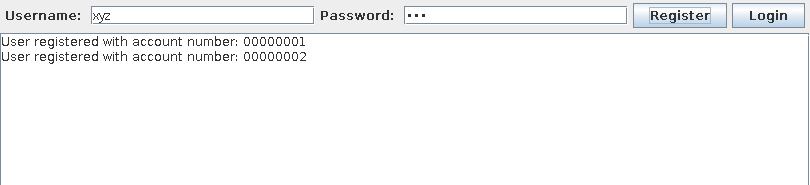 Username: xyz Password: ••• Register Login
User registered with account number: 00000001
User registered with account number: 00000002